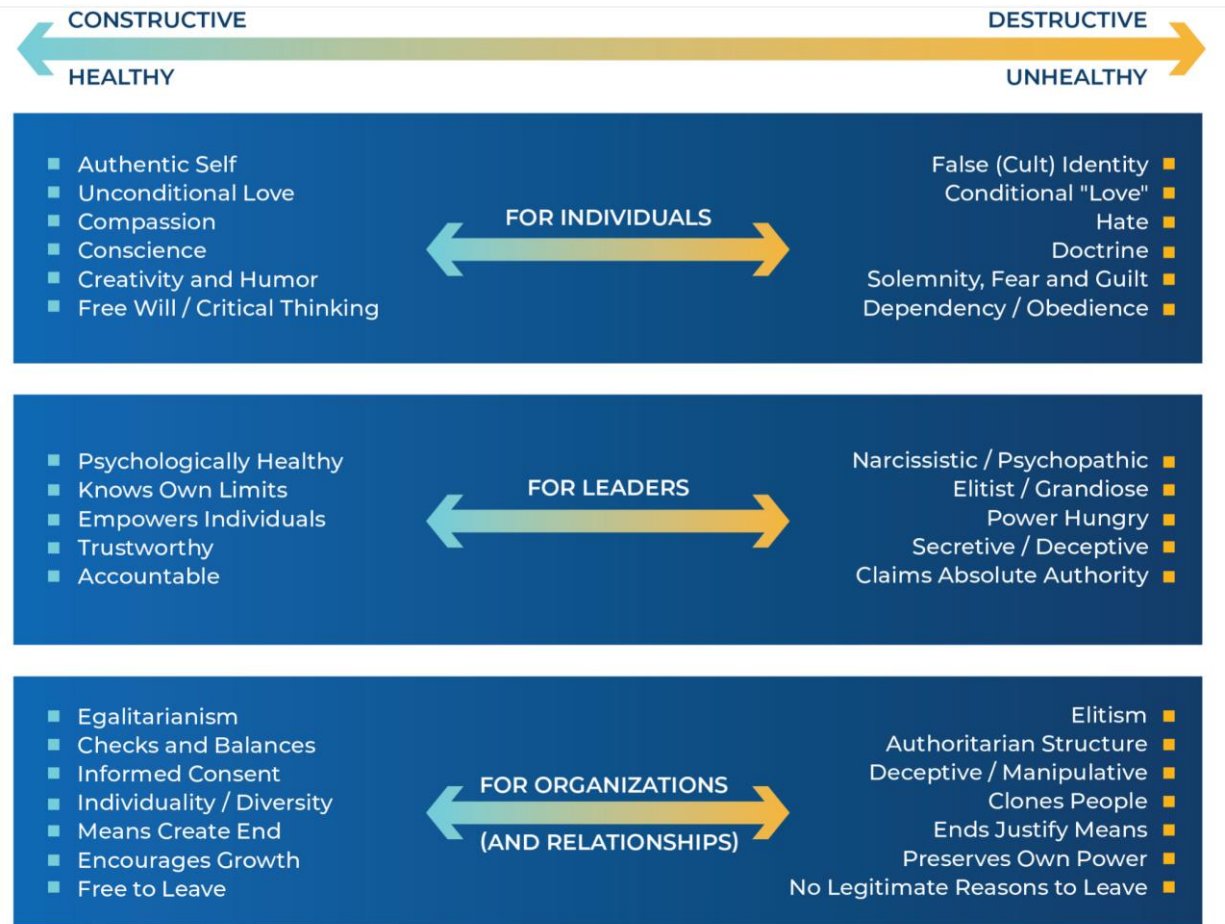 CONSTRUCTIVE
DESTRUCTIVE
HEALTHY
UNHEALTHY
Authentic Self
Unconditional Love
Compassion
Conscience
Creativity and Humor
Free Will / Critical Thinking
FOR INDIVIDUALS
False (Cult) Identity
Conditional "Love"
Hate
Doctrine
Solemnity, Fear and Guilt
Dependency / Obedience
Psychologically Healthy
Knows Own Limits
Empowers Individuals
Trustworthy
Accountable
FOR LEADERS
Narcissistic / Psychopathic
Elitist / Grandiose
Power Hungry
Secretive / Deceptive
Claims Absolute Authority
Egalitarianism
Checks and Balances
Informed Consent
Individuality / Diversity
Means Create End
Encourages Growth
Free to Leave
FOR ORGANIZATIONS
(AND RELATIONSHIPS)
Elitism
Authoritarian Structure
Deceptive / Manipulative
Clones People
Ends Justify Means
Preserves Own Power
No Legitimate Reasons to Leave